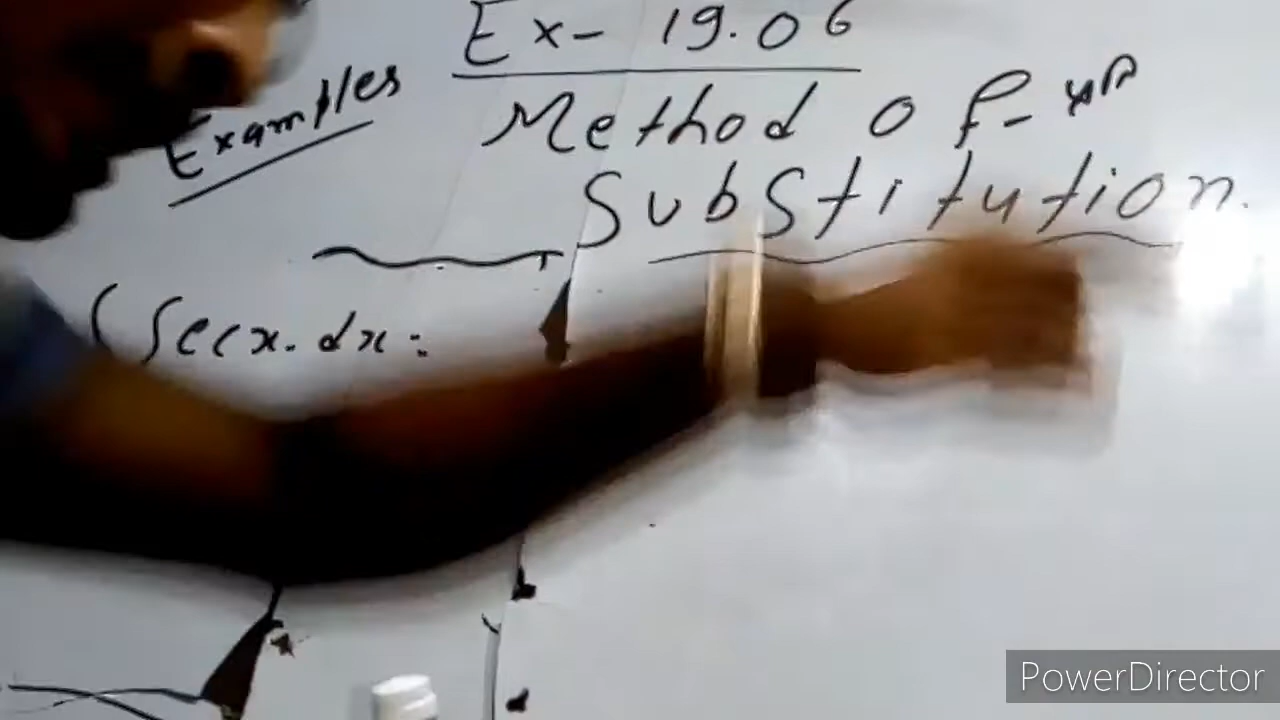 Ex- 19.06
Examples
Method of-
Substitution.
∫ Secx.dx:
PowerDirector